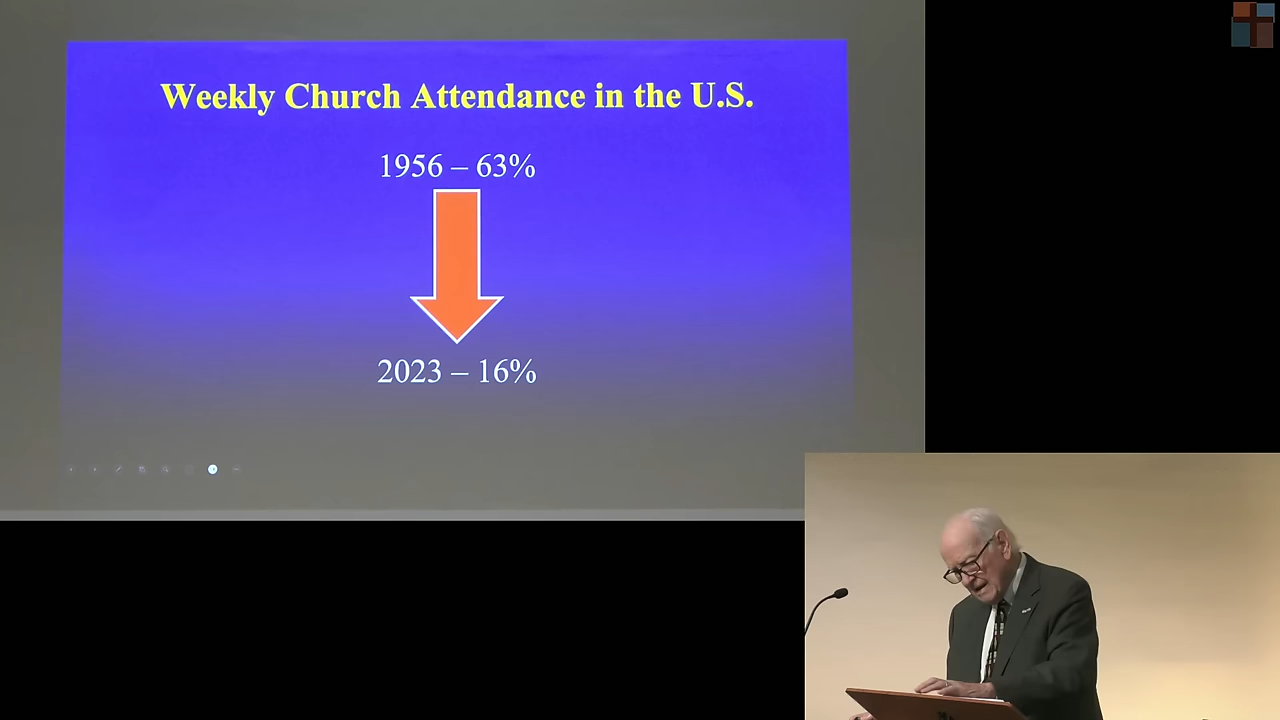 Weekly Church Attendance in the U.S.
1956 – 63%
2023 – 16%